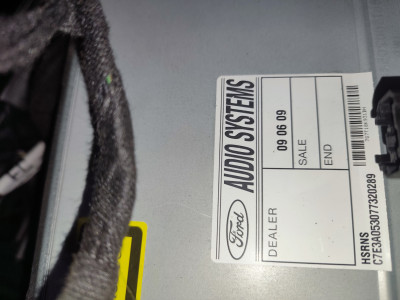 Ford AUDIO SYSTEMS
DEALER
09 06 09
SALE
END
HSRNS
C7E3A053077320289